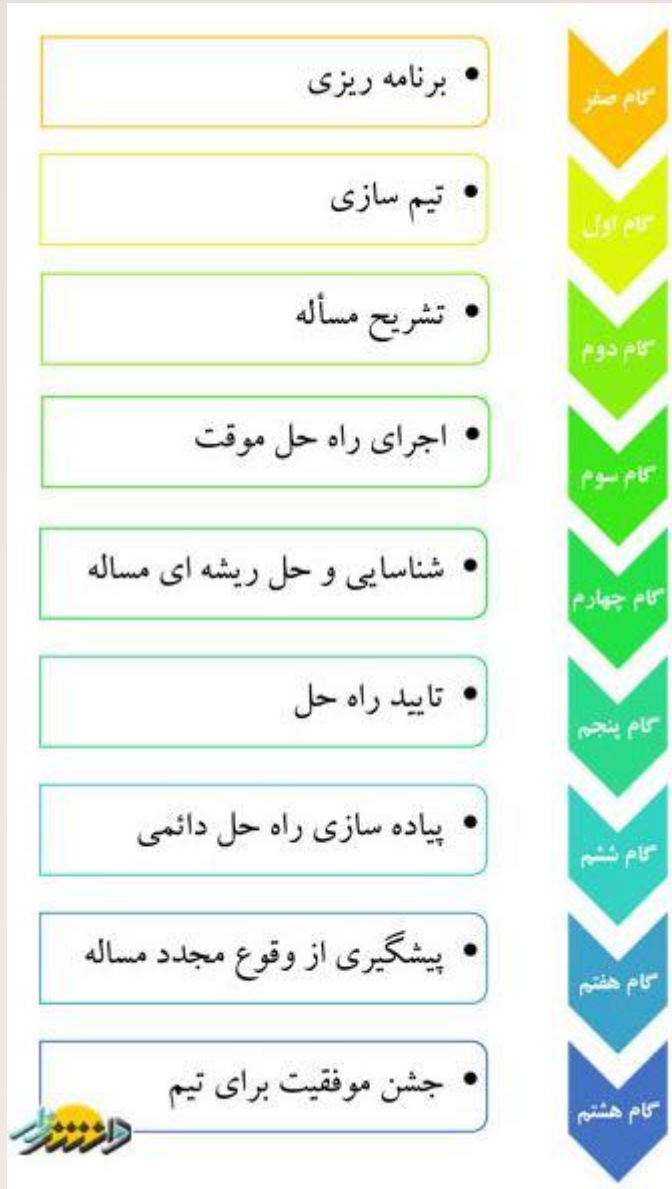 گام صفر
برنامه ریزی
گام اول
تیم سازی
گام دوم
تشریح مسأله
گام سوم
اجرای راه حل موقت
گام چهارم
شناسایی و حل ریشه ای مساله
گام پنجم
تایید راه حل
گام ششم
پیاده سازی راه حل دائمی
گام هفتم
پیشگیری از وقوع مجدد مساله
گام هشتم
جشن موفقیت برای تیم